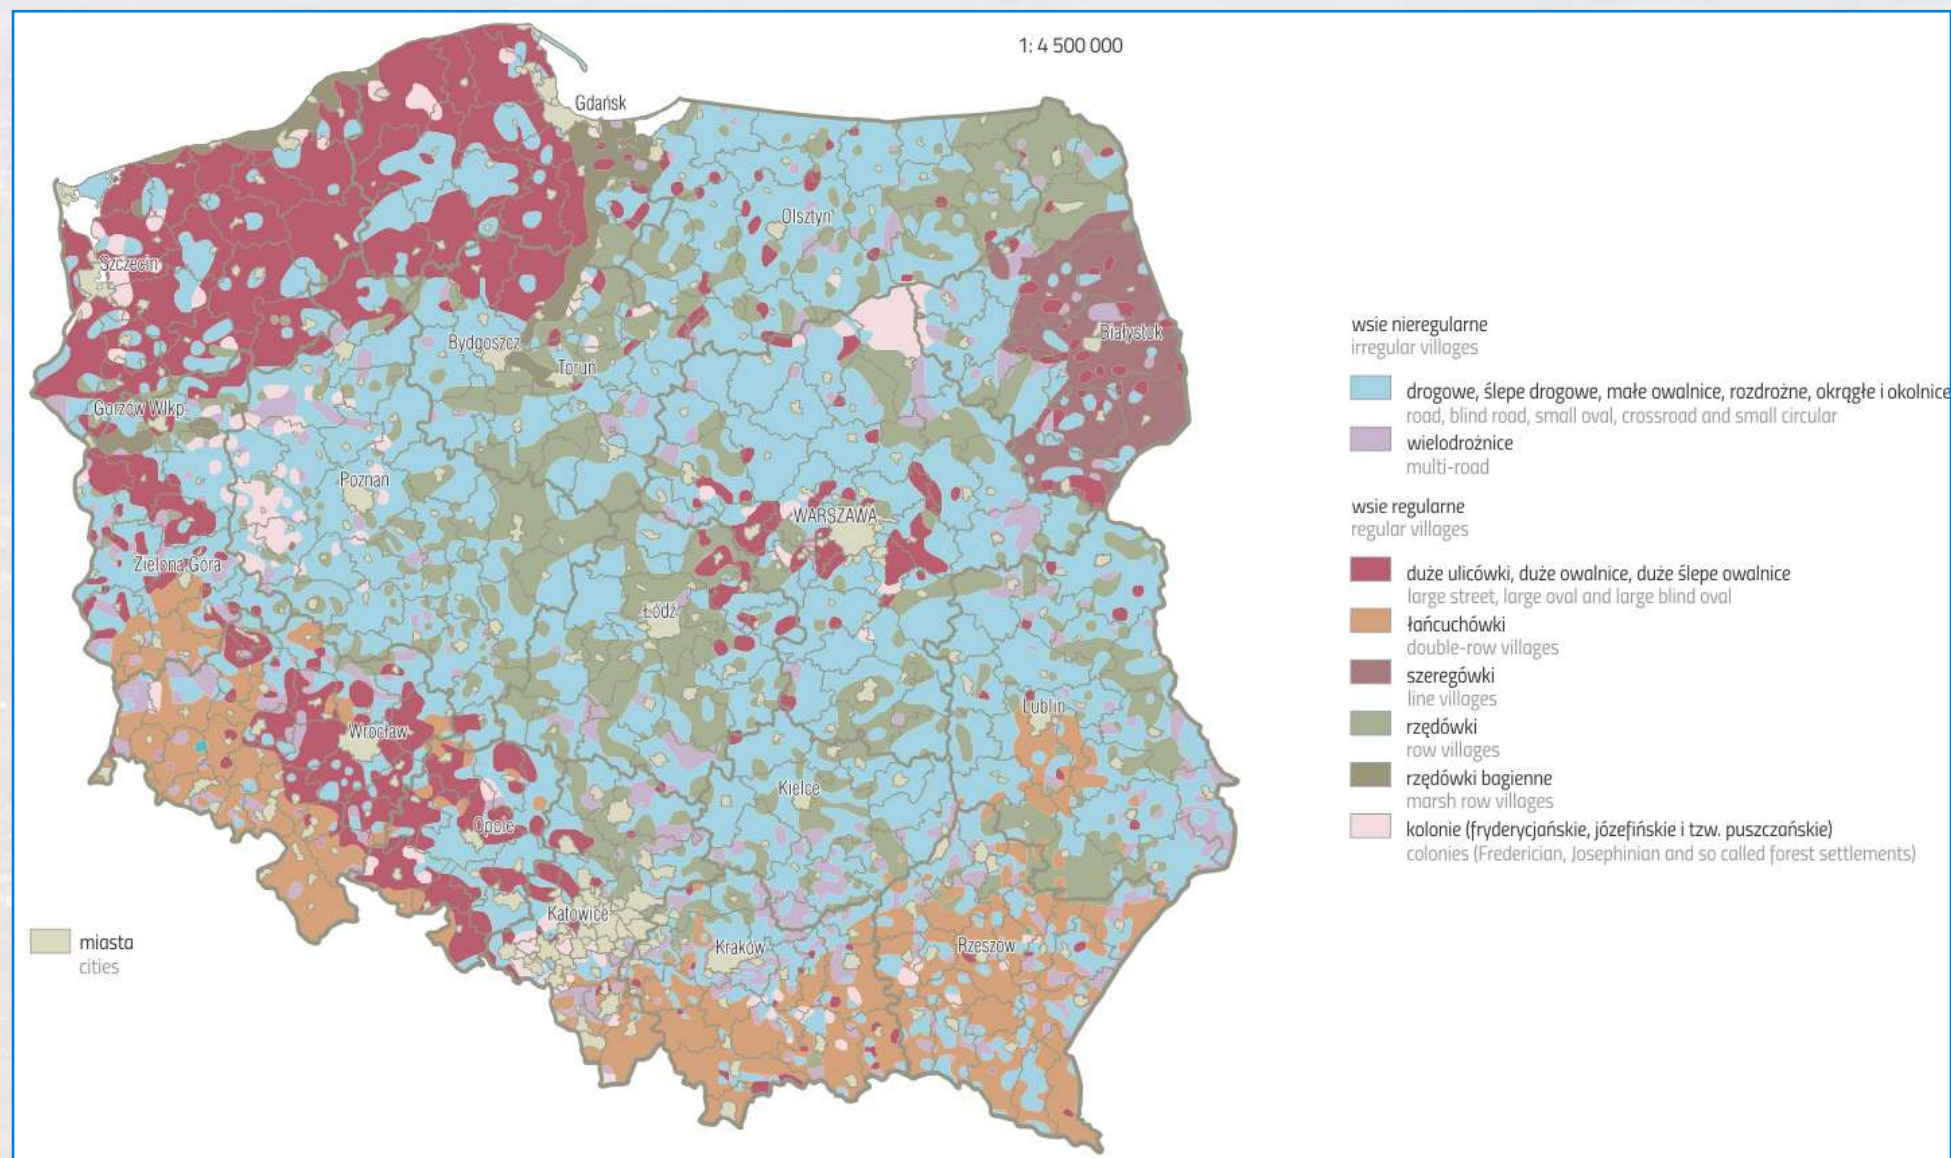 1: 4 500 000
Gdańsk
Olsztyn
Szczecin
Białystok
Bydgoszcz
Toruń
Gorzów Wlkp.
Poznań
WARSZAWA
Zielona Góra
Łódź
Wrocław
Lublin
Kielce
Opole
Katowice
Kraków
Rzeszów
wsie nieregularne
irregular villages
drogowe, ślepe drogowe, małe owalnice, rozdrożne, okrągłe i okolnice
road, blind road, small oval, crossroad and small circular
wielodrożnice
multi-road
wsie regularne
regular villages
duże ulicówki, duże owalnice, duże ślepe owalnice
large street, large oval and large blind oval
łańcuchówki
double-row villages
szeregówki
line villages
rzędówki
row villages
rzędówki bagienne
marsh row villages
kolonie (fryderycjańskie, józefińskie i tzw. puszczańskie)
colonies (Frederician, Josephinian and so called forest settlements)
miasta
cities